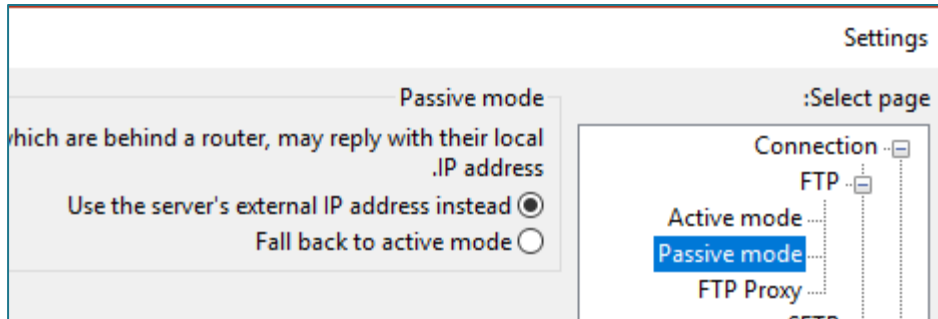 Settings
:Select page
Connection
FTP
Active mode
Passive mode
FTP Proxy
Passive mode
which are behind a router, may reply with their local
.IP address
Use the server's external IP address instead
Fall back to active mode